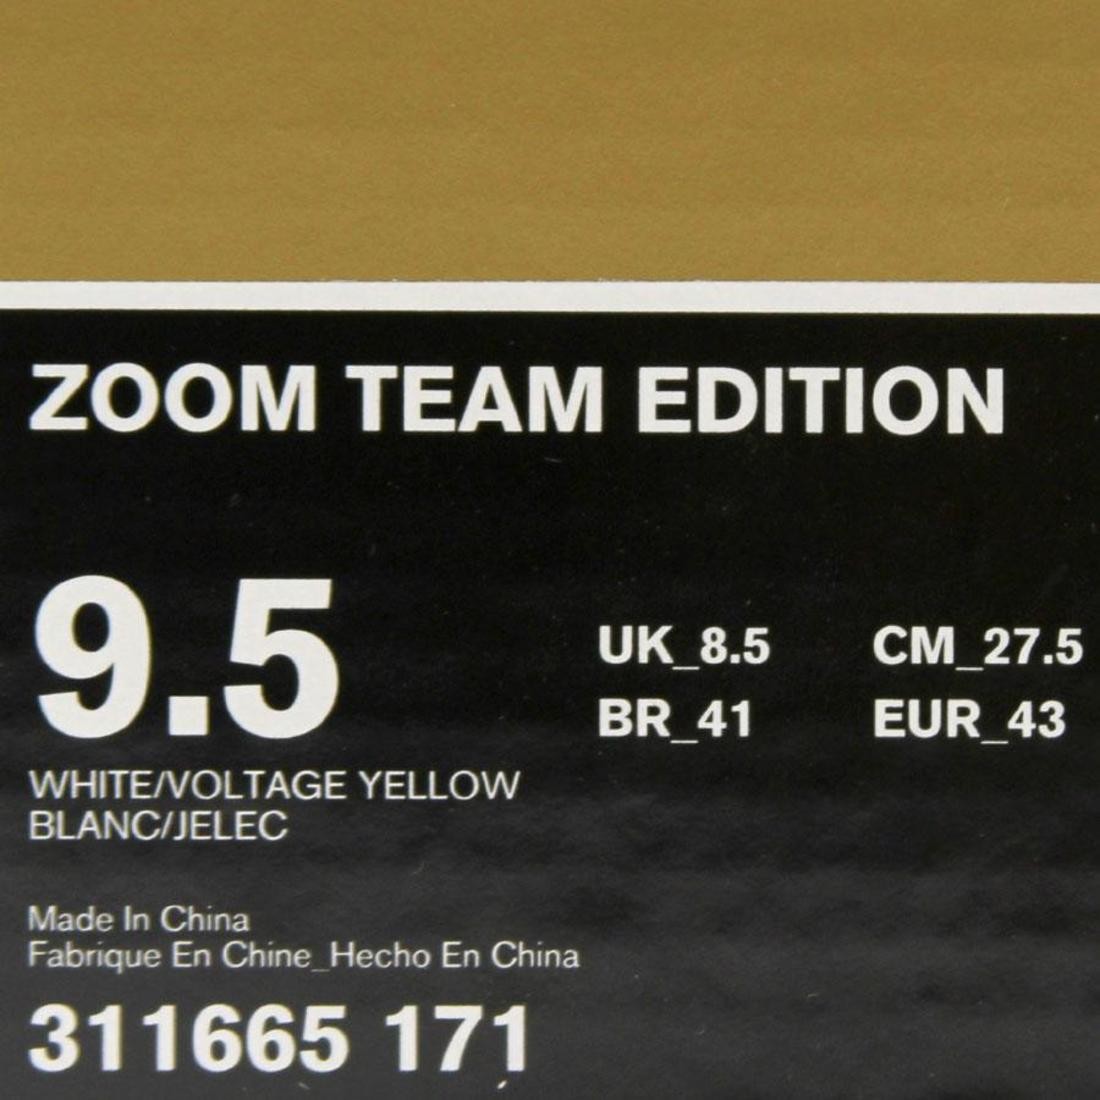 ZOOM TEAM EDITION
9.5
UK_8.5 CM_27.5
BR_41 EUR_43
WHITE/VOLTAGE YELLOW
BLANC/JELEC
Made In China
Fabrique En Chine_Hecho En China
311665 171